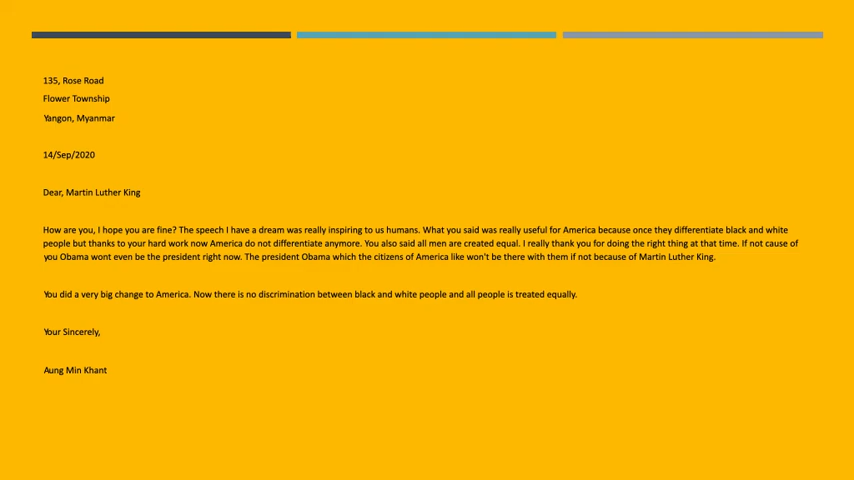 135, Rose Road
Flower Township
Yangon, Myanmar
14/Sep/2020
Dear, Martin Luther King
How are you, I hope you are fine? The speech I have a dream was really inspiring to us humans. What you said was really useful for America because once they differentiate black and white
people but thanks to your hard work now America do not differentiate anymore. You also said all men are created equal. I really thank you for doing the right thing at that time. If not cause of
you Obama wont even be the president right now. The president Obama which the citizens of America like won't be there with them if not because of Martin Luther King.
You did a very big change to America. Now there is no discrimination between black and white people and all people is treated equally.
Your Sincerely,
Aung Min Khant